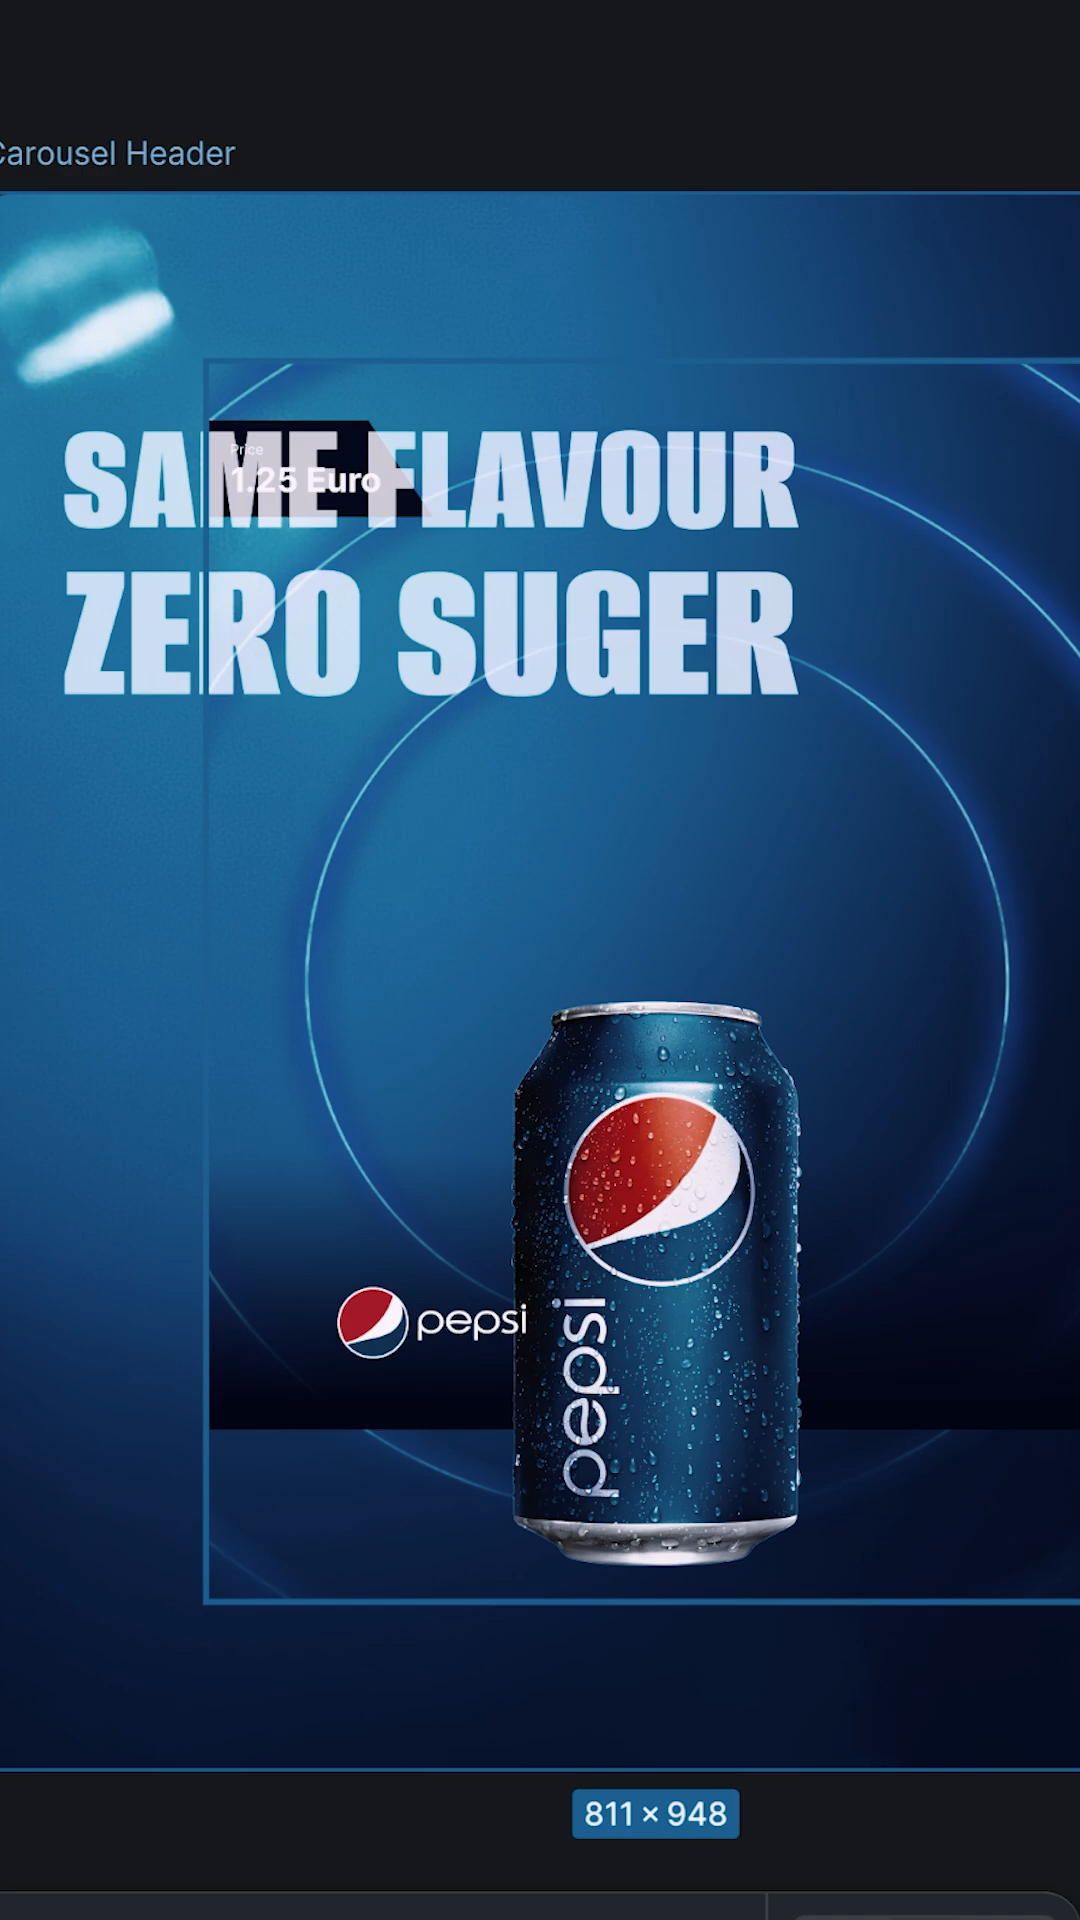 Carousel Header
SAME FLAVOUR
Price
1.25 Euro
ZERO SUGER
pepsi
pepsi
811 × 948